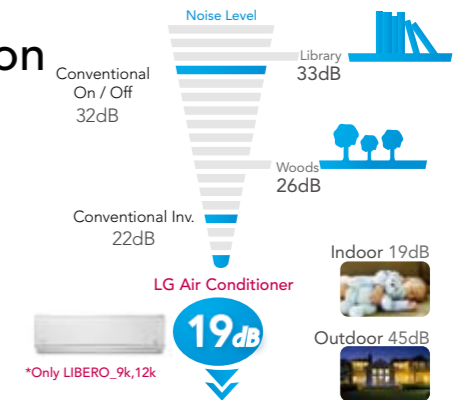 Noise Level
on
Library
33dB
Conventional
On / Off
32dB
Woods
26dB
Conventional Inv.
22dB
Indoor 19dB
LG Air Conditioner
19dB
Outdoor 45dB
*Only LIBERO_9k,12k